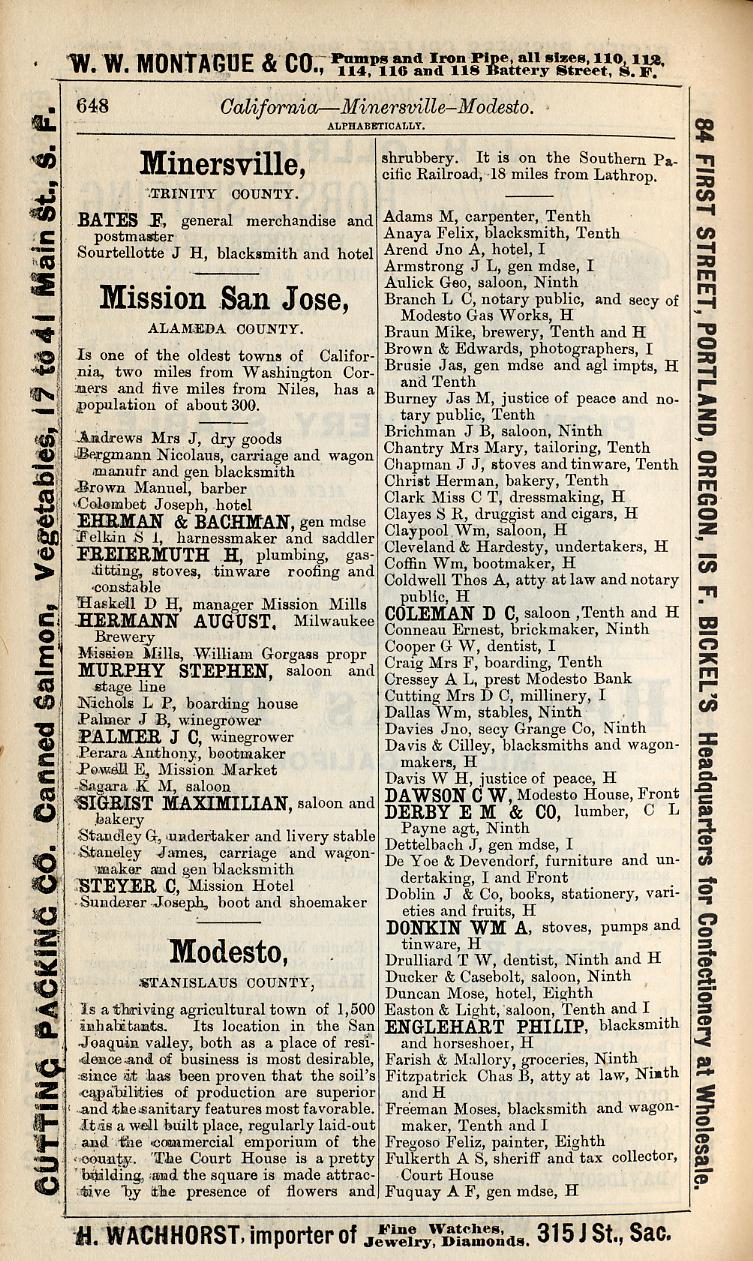 W. W. MONTAGUE & CO., Pumps and Iron Pipe, all sizes, 110, 112,
114, 116 and 118 Battery Street, S. F.
648 California—Minersville–Modesto.
ALPHABETICALLY.
CUTTING PACKING CO. Canned Salmon, Vegetables, 17 to 41 Main St., S. F.
Minersville,
TRINITY COUNTY.
BATES F, general merchandise and
postmaster
Sourtellotte J H, blacksmith and hotel
Mission San Jose,
ALAMEDA COUNTY.
Is one of the oldest towns of Califor-
nia, two miles from Washington Cor-
ners and five miles from Niles, has a
population of about 300.
Andrews Mrs J, dry goods
Bergmann Nicolaus, carriage and wagon
manufr and gen blacksmith
Brown Manuel, barber
Colombet Joseph, hotel
EHRMAN & BACHMAN, gen mdse
Felkin S I, harnessmaker and saddler
FREIERMUTH H, plumbing, gas-
fitting, stoves, tinware roofing and
constable
Haskell D H, manager Mission Mills
HERMANN AUGUST, Milwaukee
Brewery
Mission Mills, William Gorgass propr
MURPHY STEPHEN, saloon and
stage line
Nichols L P, boarding house
Palmer J B, winegrower
PALMER J C, winegrower
Perara Anthony, bootmaker
Powell E, Mission Market
Sagara K M, saloon
SIGRIST MAXIMILIAN, saloon and
bakery
Standley G, undertaker and livery stable
Staneley James, carriage and wagon-
maker and gen blacksmith
STEYER C, Mission Hotel
Sunderer Joseph, boot and shoemaker
Modesto,
STANISLAUS COUNTY,
Is a thriving agricultural town of 1,500
inhabitants. Its location in the San
Joaquin valley, both as a place of resi-
dence and of business is most desirable,
since it has been proven that the soil's
capabilities of production are superior
and the sanitary features most favorable.
It is a well built place, regularly laid-out
and the commercial emporium of the
county. The Court House is a pretty
building, and the square is made attrac-
tive by the presence of flowers and
shrubbery. It is on the Southern Pa-
cific Railroad, 18 miles from Lathrop.
Adams M, carpenter, Tenth
Anaya Felix, blacksmith, Tenth
Arend Jno A, hotel, I
Armstrong J L, gen mdse, I
Aulick Geo, saloon, Ninth
Branch L C, notary public, and secy of
Modesto Gas Works, H
Braun Mike, brewery, Tenth and H
Brown & Edwards, photographers, I
Brusie Jas, gen mdse and agl impts, H
and Tenth
Burney Jas M, justice of peace and no-
tary public, Tenth
Brichman J B, saloon, Ninth
Chantry Mrs Mary, tailoring, Tenth
Chapman J J, stoves and tinware, Tenth
Christ Herman, bakery, Tenth
Clark Miss C T, dressmaking, H
Clayes S R, druggist and cigars, H
Claypool Wm, saloon, H
Cleveland & Hardesty, undertakers, H
Coffin Wm, bootmaker, H
Coldwell Thos A, atty at law and notary
public, H
COLEMAN D C, saloon ,Tenth and H
Conneau Ernest, brickmaker, Ninth
Cooper G W, dentist, I
Craig Mrs F, boarding, Tenth
Cressey A L, prest Modesto Bank
Cutting Mrs D C, millinery, I
Dallas Wm, stables, Ninth
Davies Jno, secy Grange Co, Ninth
Davis & Cilley, blacksmiths and wagon-
makers, H
Davis W H, justice of peace, H
DAWSON C W, Modesto House, Front
DERBY E M & CO, lumber, C L
Payne agt, Ninth
Dettelbach J, gen mdse, I
De Yoe & Devendorf, furniture and un-
dertaking, I and Front
Doblin J & Co, books, stationery, vari-
eties and fruits, H
DONKIN WM A, stoves, pumps and
tinware, H
Drulliard T W, dentist, Ninth and H
Ducker & Casebolt, saloon, Ninth
Duncan Mose, hotel, Eighth
Easton & Light, saloon, Tenth and I
ENGLEHART PHILIP, blacksmith
and horseshoer, H
Farish & Mallory, groceries, Ninth
Fitzpatrick Chas B, atty at law, Ninth
and H
Freeman Moses, blacksmith and wagon-
maker, Tenth and I
Fregoso Feliz, painter, Eighth
Fulkerth A S, sheriff and tax collector,
Court House
Fuquay A F, gen mdse, H
84 FIRST STREET, PORTLAND, OREGON, IS F. BICKEL'S Headquarters for Confectionery at Wholesale.
H. WACHHORST, importer of Fine Watches,
Jewelry, Diamonds. 315 J St., Sac.